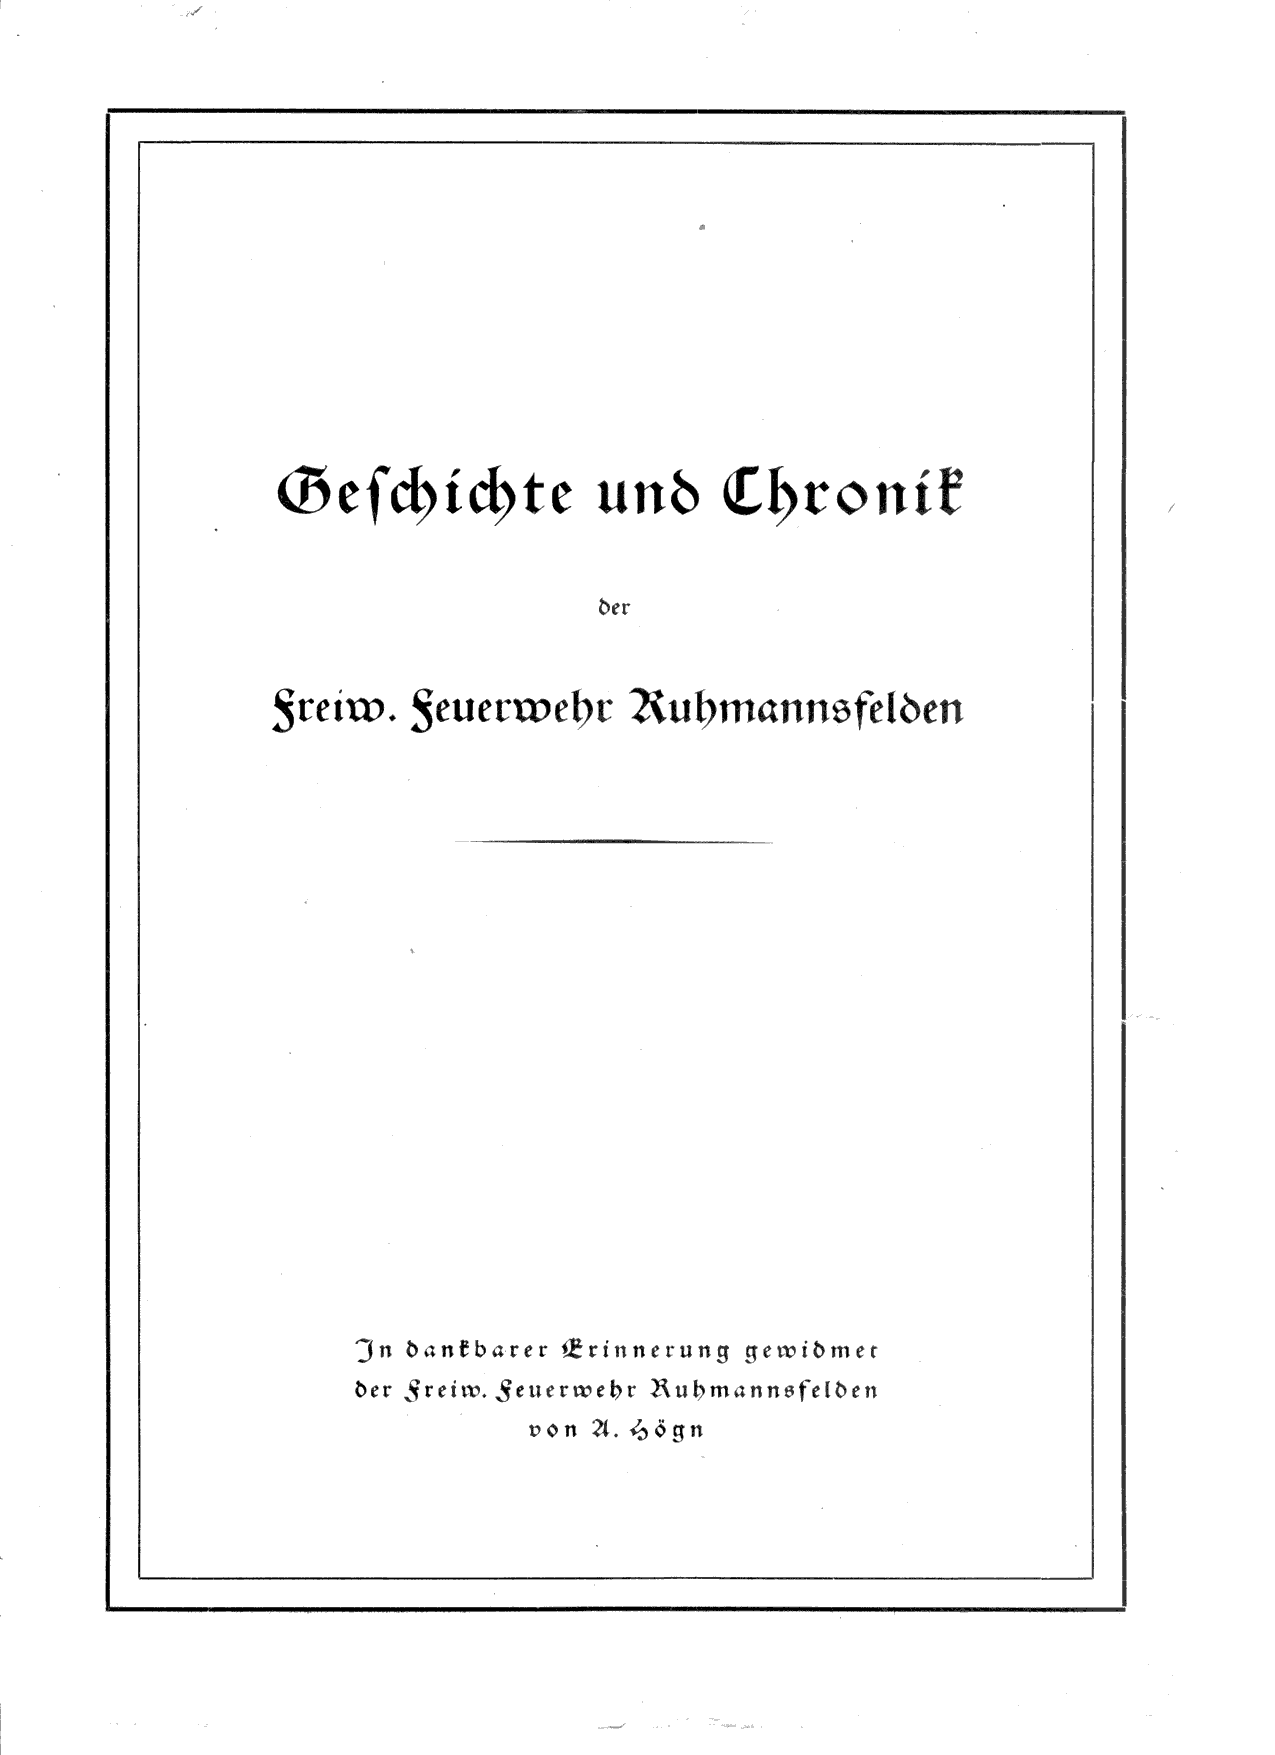 Geſchichte und Chronik
der
Freiw. Feuerwehr Ruhmannsfelden
In dankbarer Erinnerung gewidmet
der Freiw. Feuerwehr Ruhmannsfelden
von A. Högn